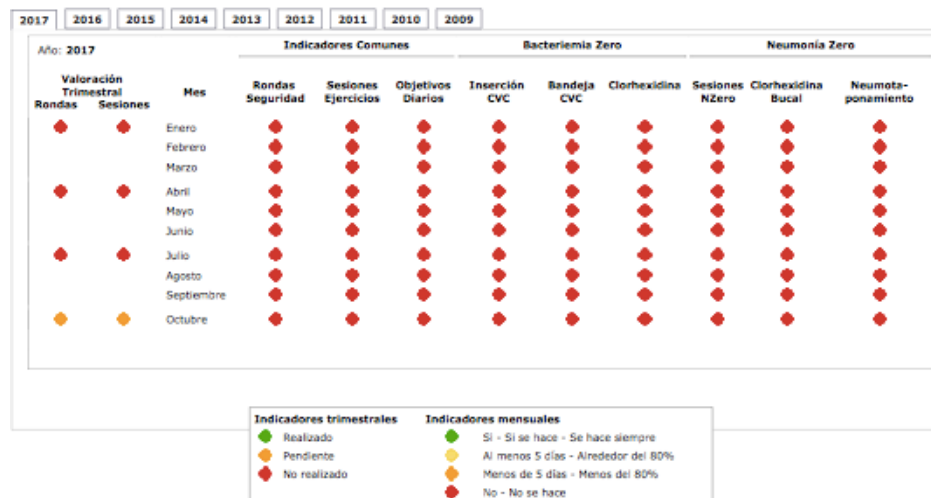 2017 2016 2015 2014 2013 2012 2011 2010 2009
Año: 2017
Indicadores Comunes Bacteriemia Zero Neumonía Zero
Valoración Trimestral
Rondas Sesiones
Mes
Rondas Seguridad
Sesiones Ejercicios
Objetivos Diarios
Inserción CVC
Bandeja CVC
Clorhexidina
Sesiones NZero
Clorhexidina Bucal
Neumota-ponamiento
Enero
Febrero
Marzo
Abril
Mayo
Junio
Julio
Agosto
Septiembre
Octubre
Indicadores trimestrales
Realizado
Pendiente
No realizado
Indicadores mensuales
Si - Si se hace - Se hace siempre
Al menos 5 días - Alrededor del 80%
Menos de 5 días - Menos del 80%
No - No se hace